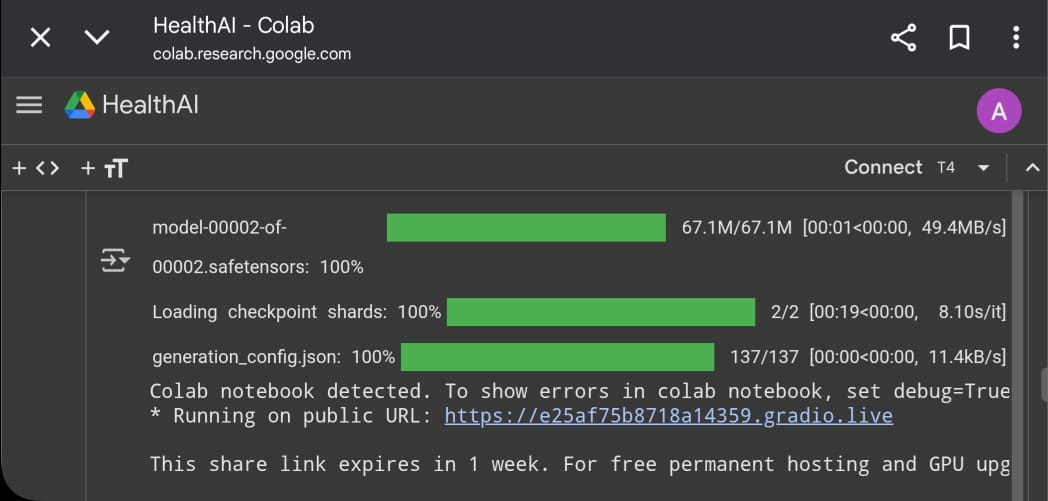 HealthAI - Colab
colab.research.google.com
HealthAI
A
+ <> + TT
Connect T4
model-00002-of- 67.1M/67.1M [00:01<00:00, 49.4MB/s]
00002.safetensors: 100%
Loading checkpoint shards: 100% 2/2 [00:19<00:00, 8.10s/it]
generation_config.json: 100% 137/137 [00:00<00:00, 11.4kB/s]
Colab notebook detected. To show errors in colab notebook, set debug=True
* Running on public URL: https://e25af75b8718a14359.gradio.live
This share link expires in 1 week. For free permanent hosting and GPU upg